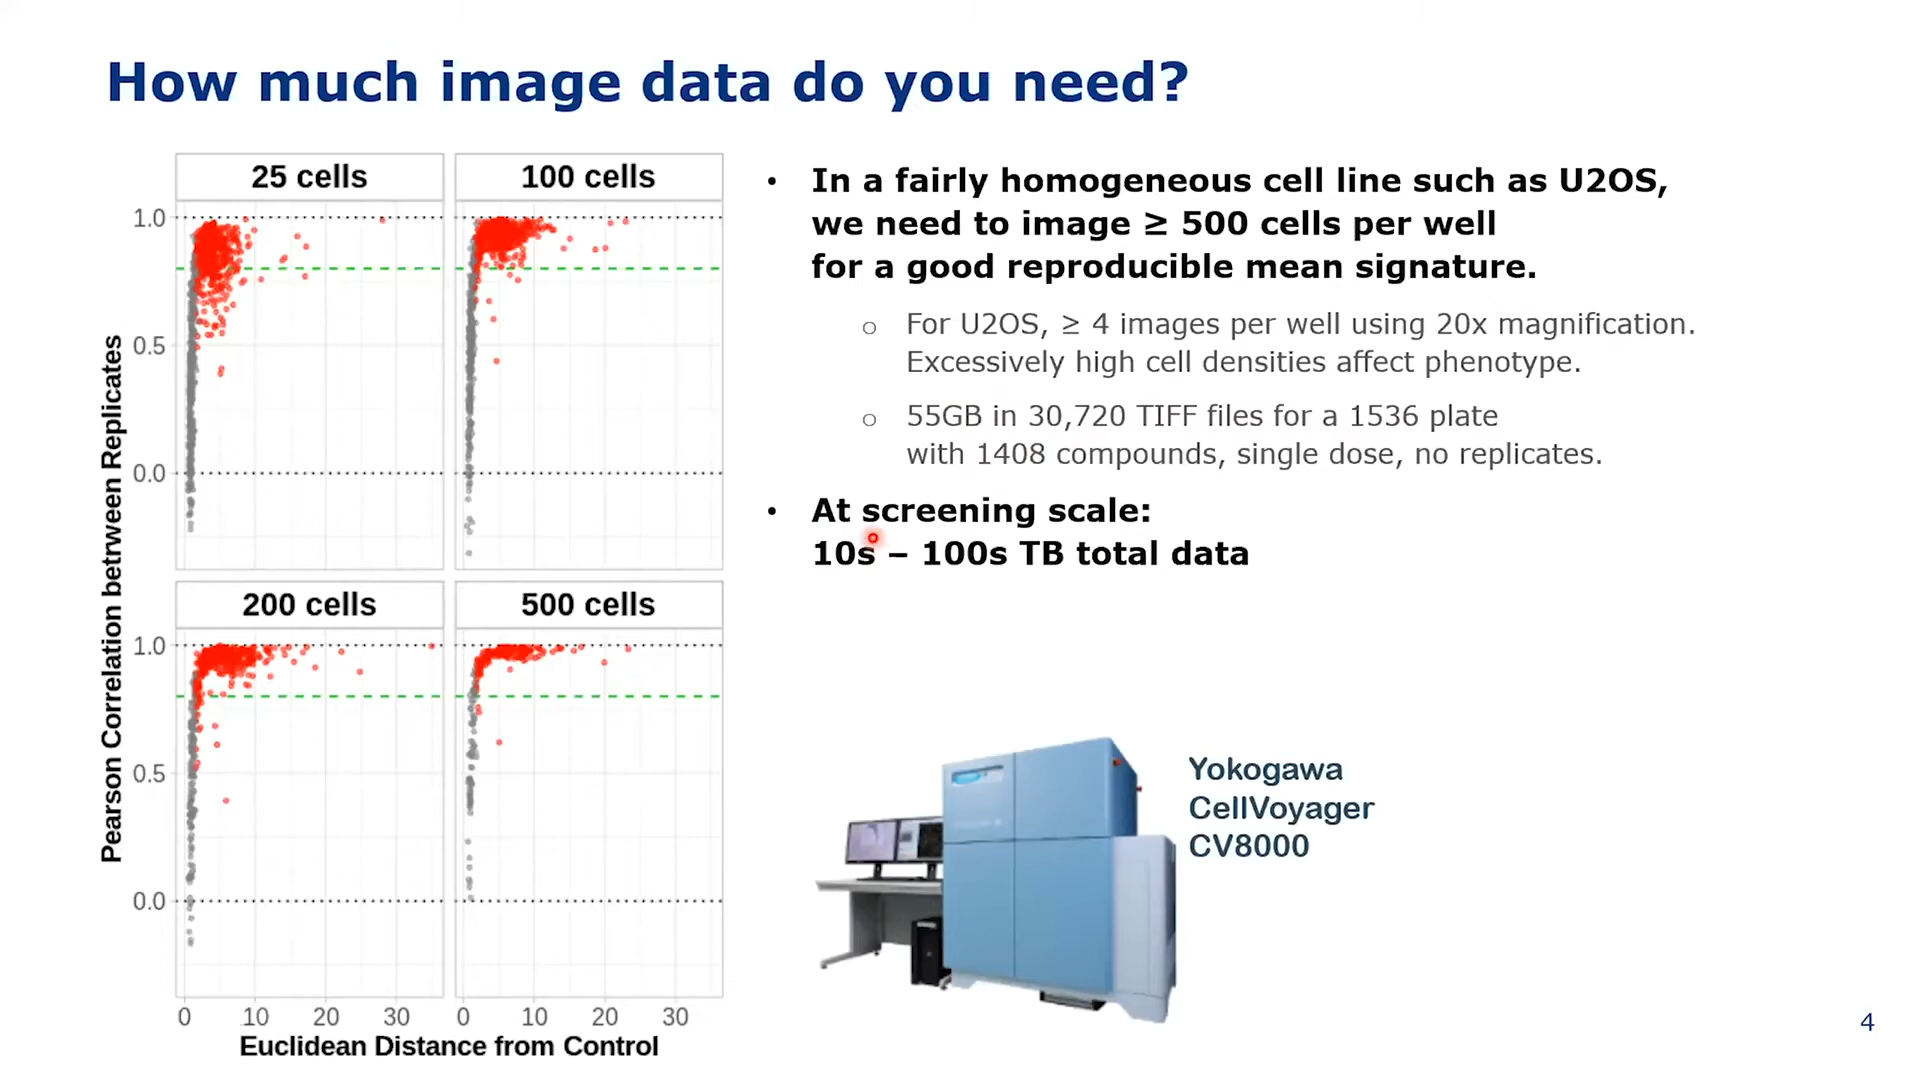 How much image data do you need?
25 cells
100 cells
1.0
0.5
0.0
200 cells
500 cells
1.0
0.5
0.0
0 10 20 30
0 10 20 30
Pearson Correlation betrween Replicates
Euclidean Distance from Control
• In a fairly homogeneous cell line such as U2OS,
we need to image ≥ 500 cells per well
for a good reproducible mean signature.
o For U2OS, ≥ 4 images per well using 20x magnification.
Excessively high cell densities affect phenotype.
o 55GB in 30,720 TIFF files for a 1536 plate
with 1408 compounds, single dose, no replicates.
• At screening scale:
10s – 100s TB total data
Yokogawa
CellVoyager
CV8000
4